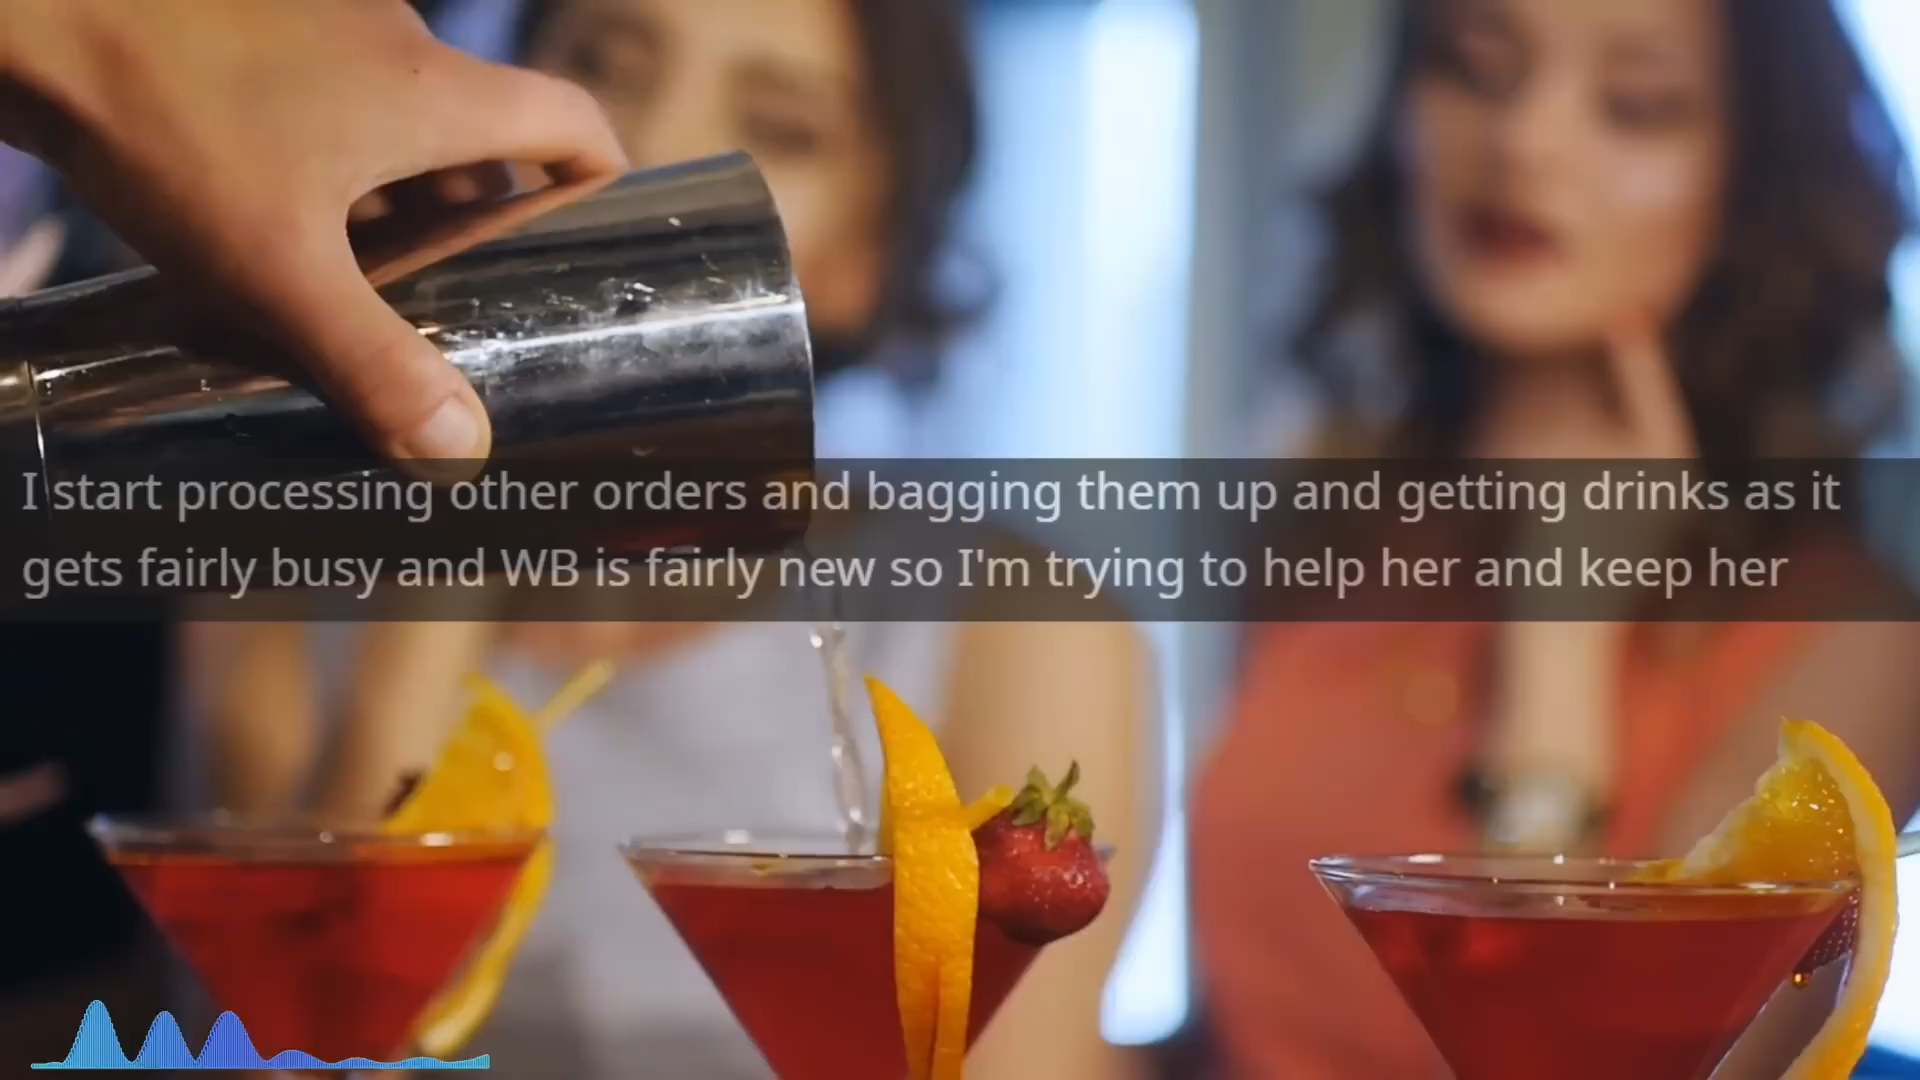 I start processing other orders and bagging them up and getting drinks as it
gets fairly busy and WB is fairly new so I'm trying to help her and keep her